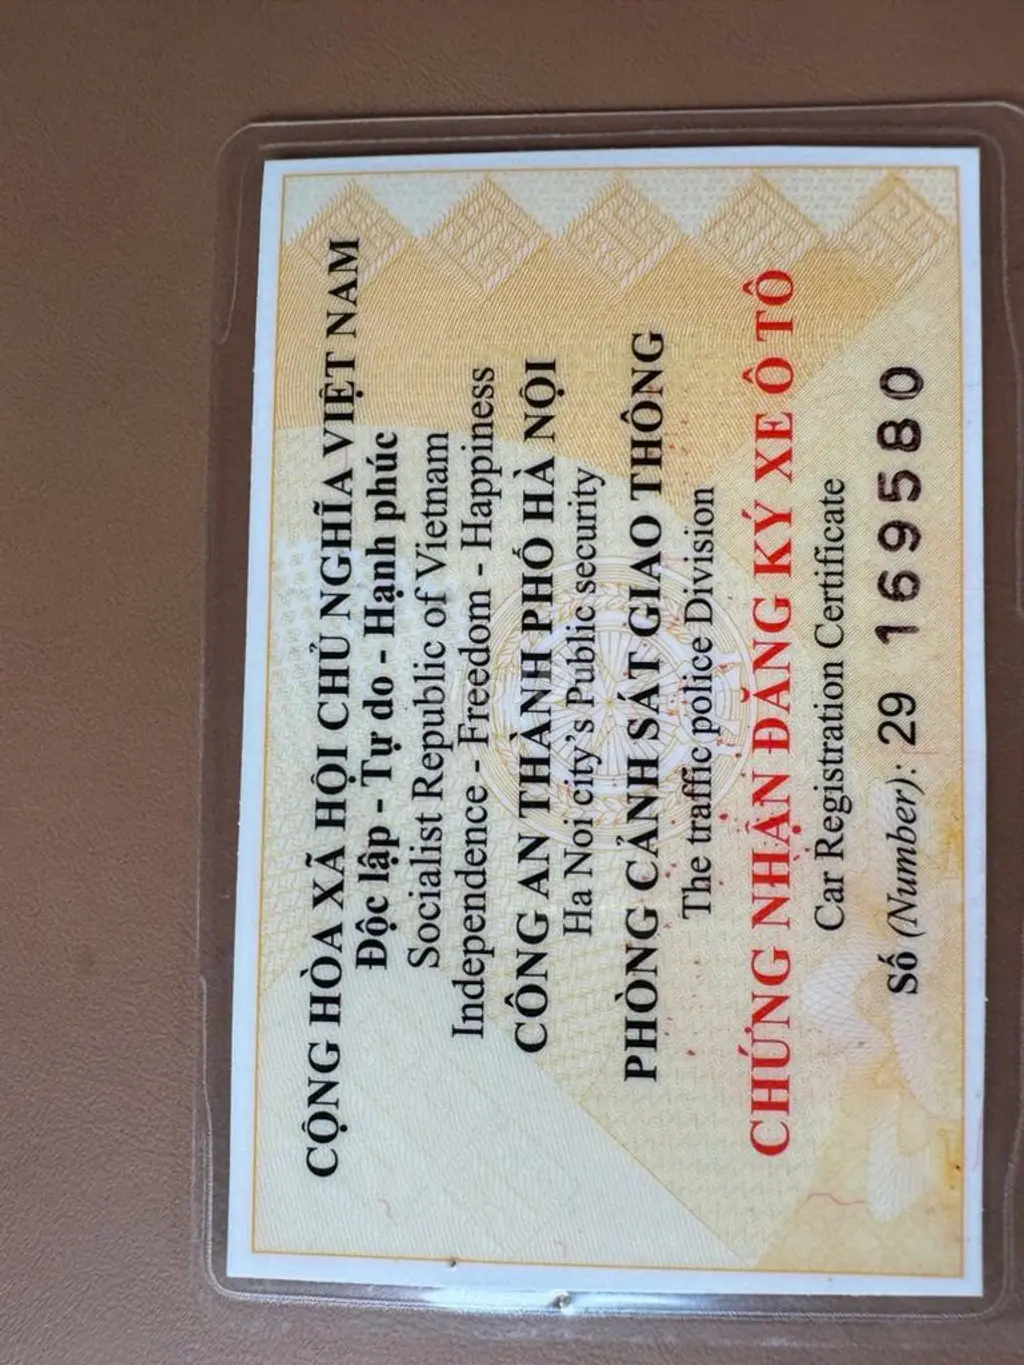 CỘNG HÒA XÃ HỘI CHỦ NGHĨA VIỆT NAM
Độc lập - Tự do - Hạnh phúc
Socialist Republic of Vietnam
Independence - Freedom - Happiness
CÔNG AN THÀNH PHỐ HÀ NỘI
Ha Noi city's Public security
PHÒNG CẢNH SÁT GIAO THÔNG
The traffic police Division
CHỨNG NHẬN ĐĂNG KÝ XE Ô TÔ
Car Registration Certificate
Số (Number): 29 169580